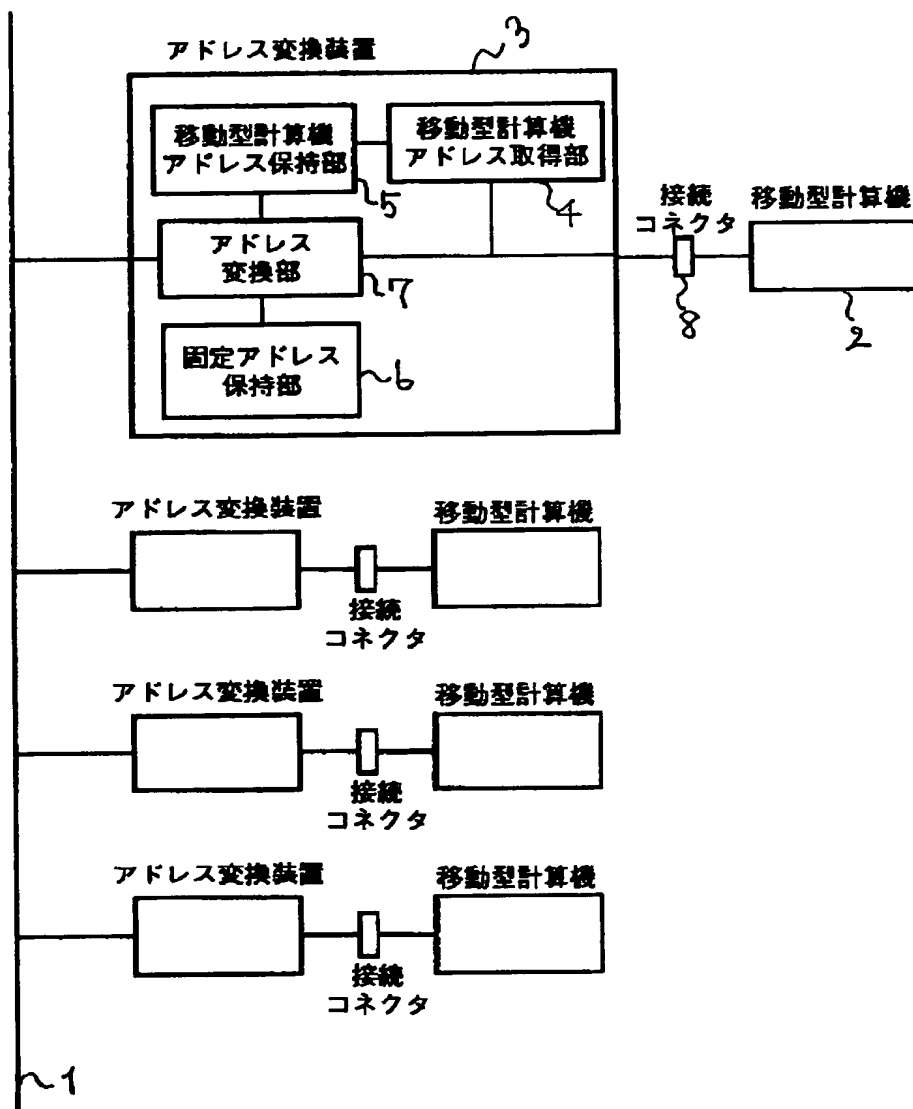 アドレス変換装置
3
移動型計算機
アドレス保持部
5
移動型計算機
アドレス取得部
4
アドレス
変換部
7
固定アドレス
保持部
6
接続
コネクタ
8
移動型計算機
2
アドレス変換装置
移動型計算機
接続
コネクタ
アドレス変換装置
移動型計算機
接続
コネクタ
アドレス変換装置
移動型計算機
接続
コネクタ
1